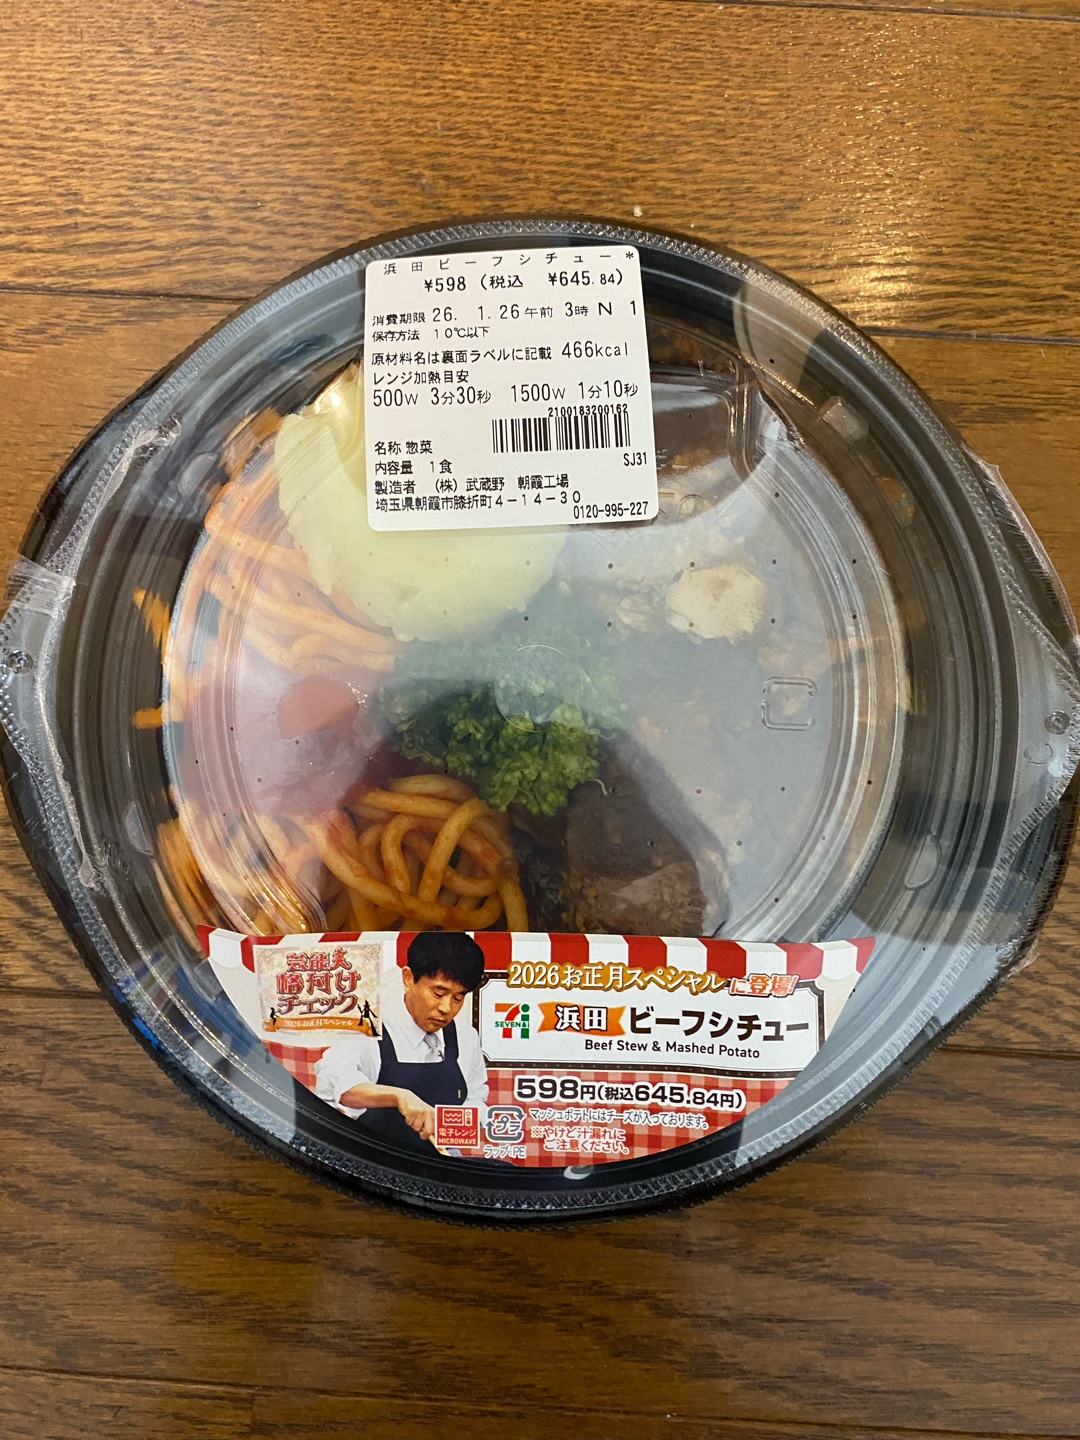 浜田ビーフシチュー*
¥598 (税込 ¥645.84)
消費期限 26. 1.26午前 3時 N 1
保存方法 10℃以下
原材料名は裏面ラベルに記載 466kcal
レンジ加熱目安
500W 3分30秒 1500W 1分10秒
2100183200162
名称 惣菜
SJ31
内容量 1食
製造者 (株)武蔵野 朝霞工場
埼玉県朝霞市膝折町4-14-30
0120-995-227
芸能人
格付け
チェック
2026お正月スペシャル
2026お正月スペシャルに登場!
7
SEVEN&i
浜田 ビーフシチュー
Beef Stew & Mashed Potato
598円(税込645.84円)
電子レンジ
MICROWAVE
プラ
ラップ:PE
マッシュポテトにはチーズが入っております。
※やけど汁漏れに
ご注意ください。